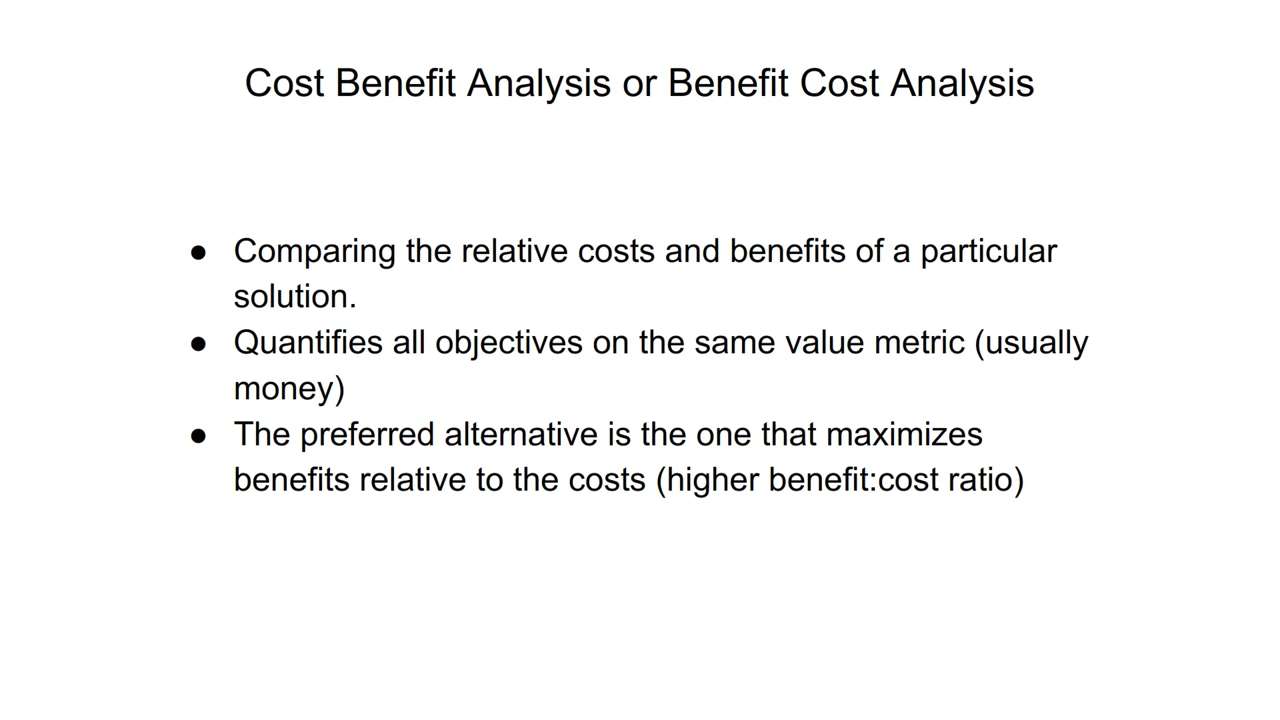 Cost Benefit Analysis or Benefit Cost Analysis
● Comparing the relative costs and benefits of a particular
solution.
● Quantifies all objectives on the same value metric (usually
money)
● The preferred alternative is the one that maximizes
benefits relative to the costs (higher benefit:cost ratio)